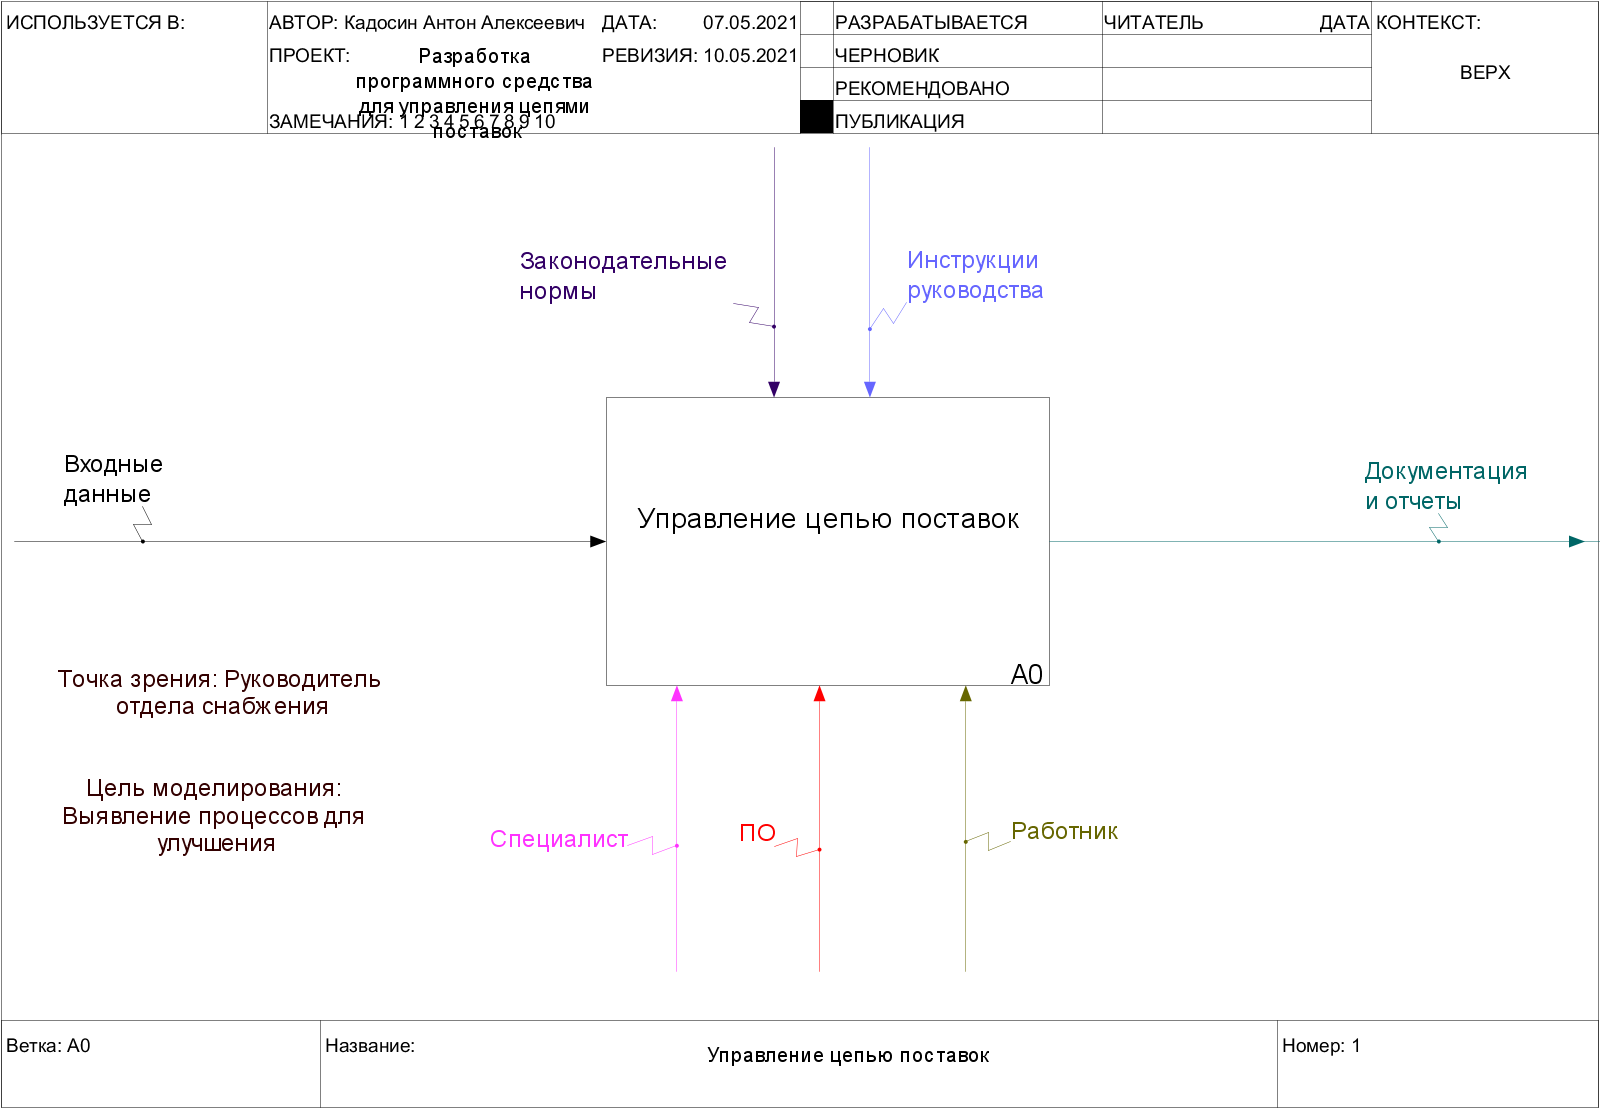 ИСПОЛЬЗУЕТСЯ В:
АВТОР: Кадосин Антон Алексеевич
ДАТА: 07.05.2021
РАЗРАБАТЫВАЕТСЯ
ЧИТАТЕЛЬ ДАТА
КОНТЕКСТ:
ПРОЕКТ:
Разработка
программного средства
для управления цепями
поставок
РЕВИЗИЯ: 10.05.2021
ЧЕРНОВИК
ВЕРХ
РЕКОМЕНДОВАНО
ЗАМЕЧАНИЯ: 1 2 3 4 5 6 7 8 9 10
ПУБЛИКАЦИЯ
Законодательные
нормы
Инструкции
руководства
Входные
данные
Управление цепью поставок
Документация
и отчеты
A0
Точка зрения: Руководитель
отдела снабжения
Цель моделирования:
Выявление процессов для
улучшения
Специалист
ПО
Работник
Ветка: A0
Название:
Управление цепью поставок
Номер: 1